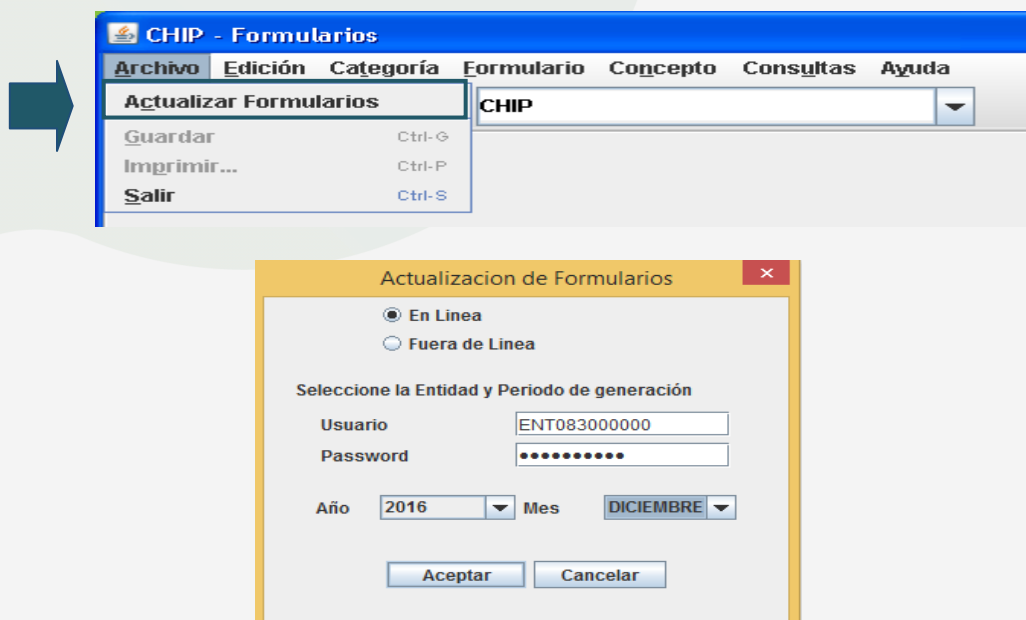 CHIP - Formularios
Archivo Edición Categoría Formulario Concepto Consultas Ayuda
Actualizar Formularios
CHIP
Guardar Ctrl-G
Imprimir... Ctrl-P
Salir Ctrl-S
Actualizacion de Formularios
En Linea
Fuera de Linea
Seleccione la Entidad y Periodo de generación
Usuario ENT083000000
Password ••••••••••
Año 2016 Mes DICIEMBRE
Aceptar Cancelar